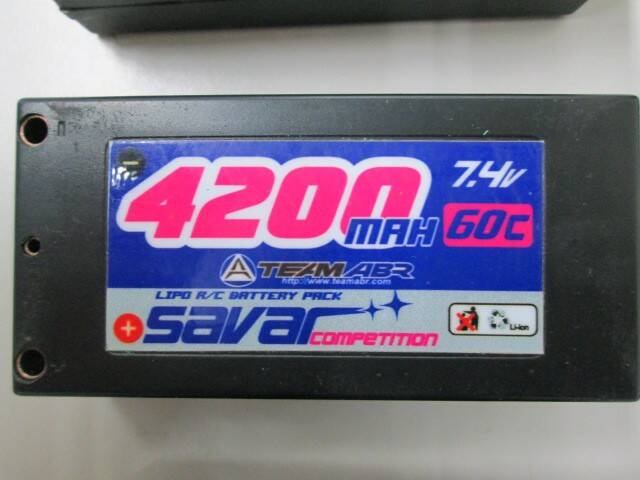 4200
MAH
7.4V
60C
TEAM ABR
http://www.teamabr.com
LIPO R/C BATTERY PACK
savar
COMPETITION
Li-ion